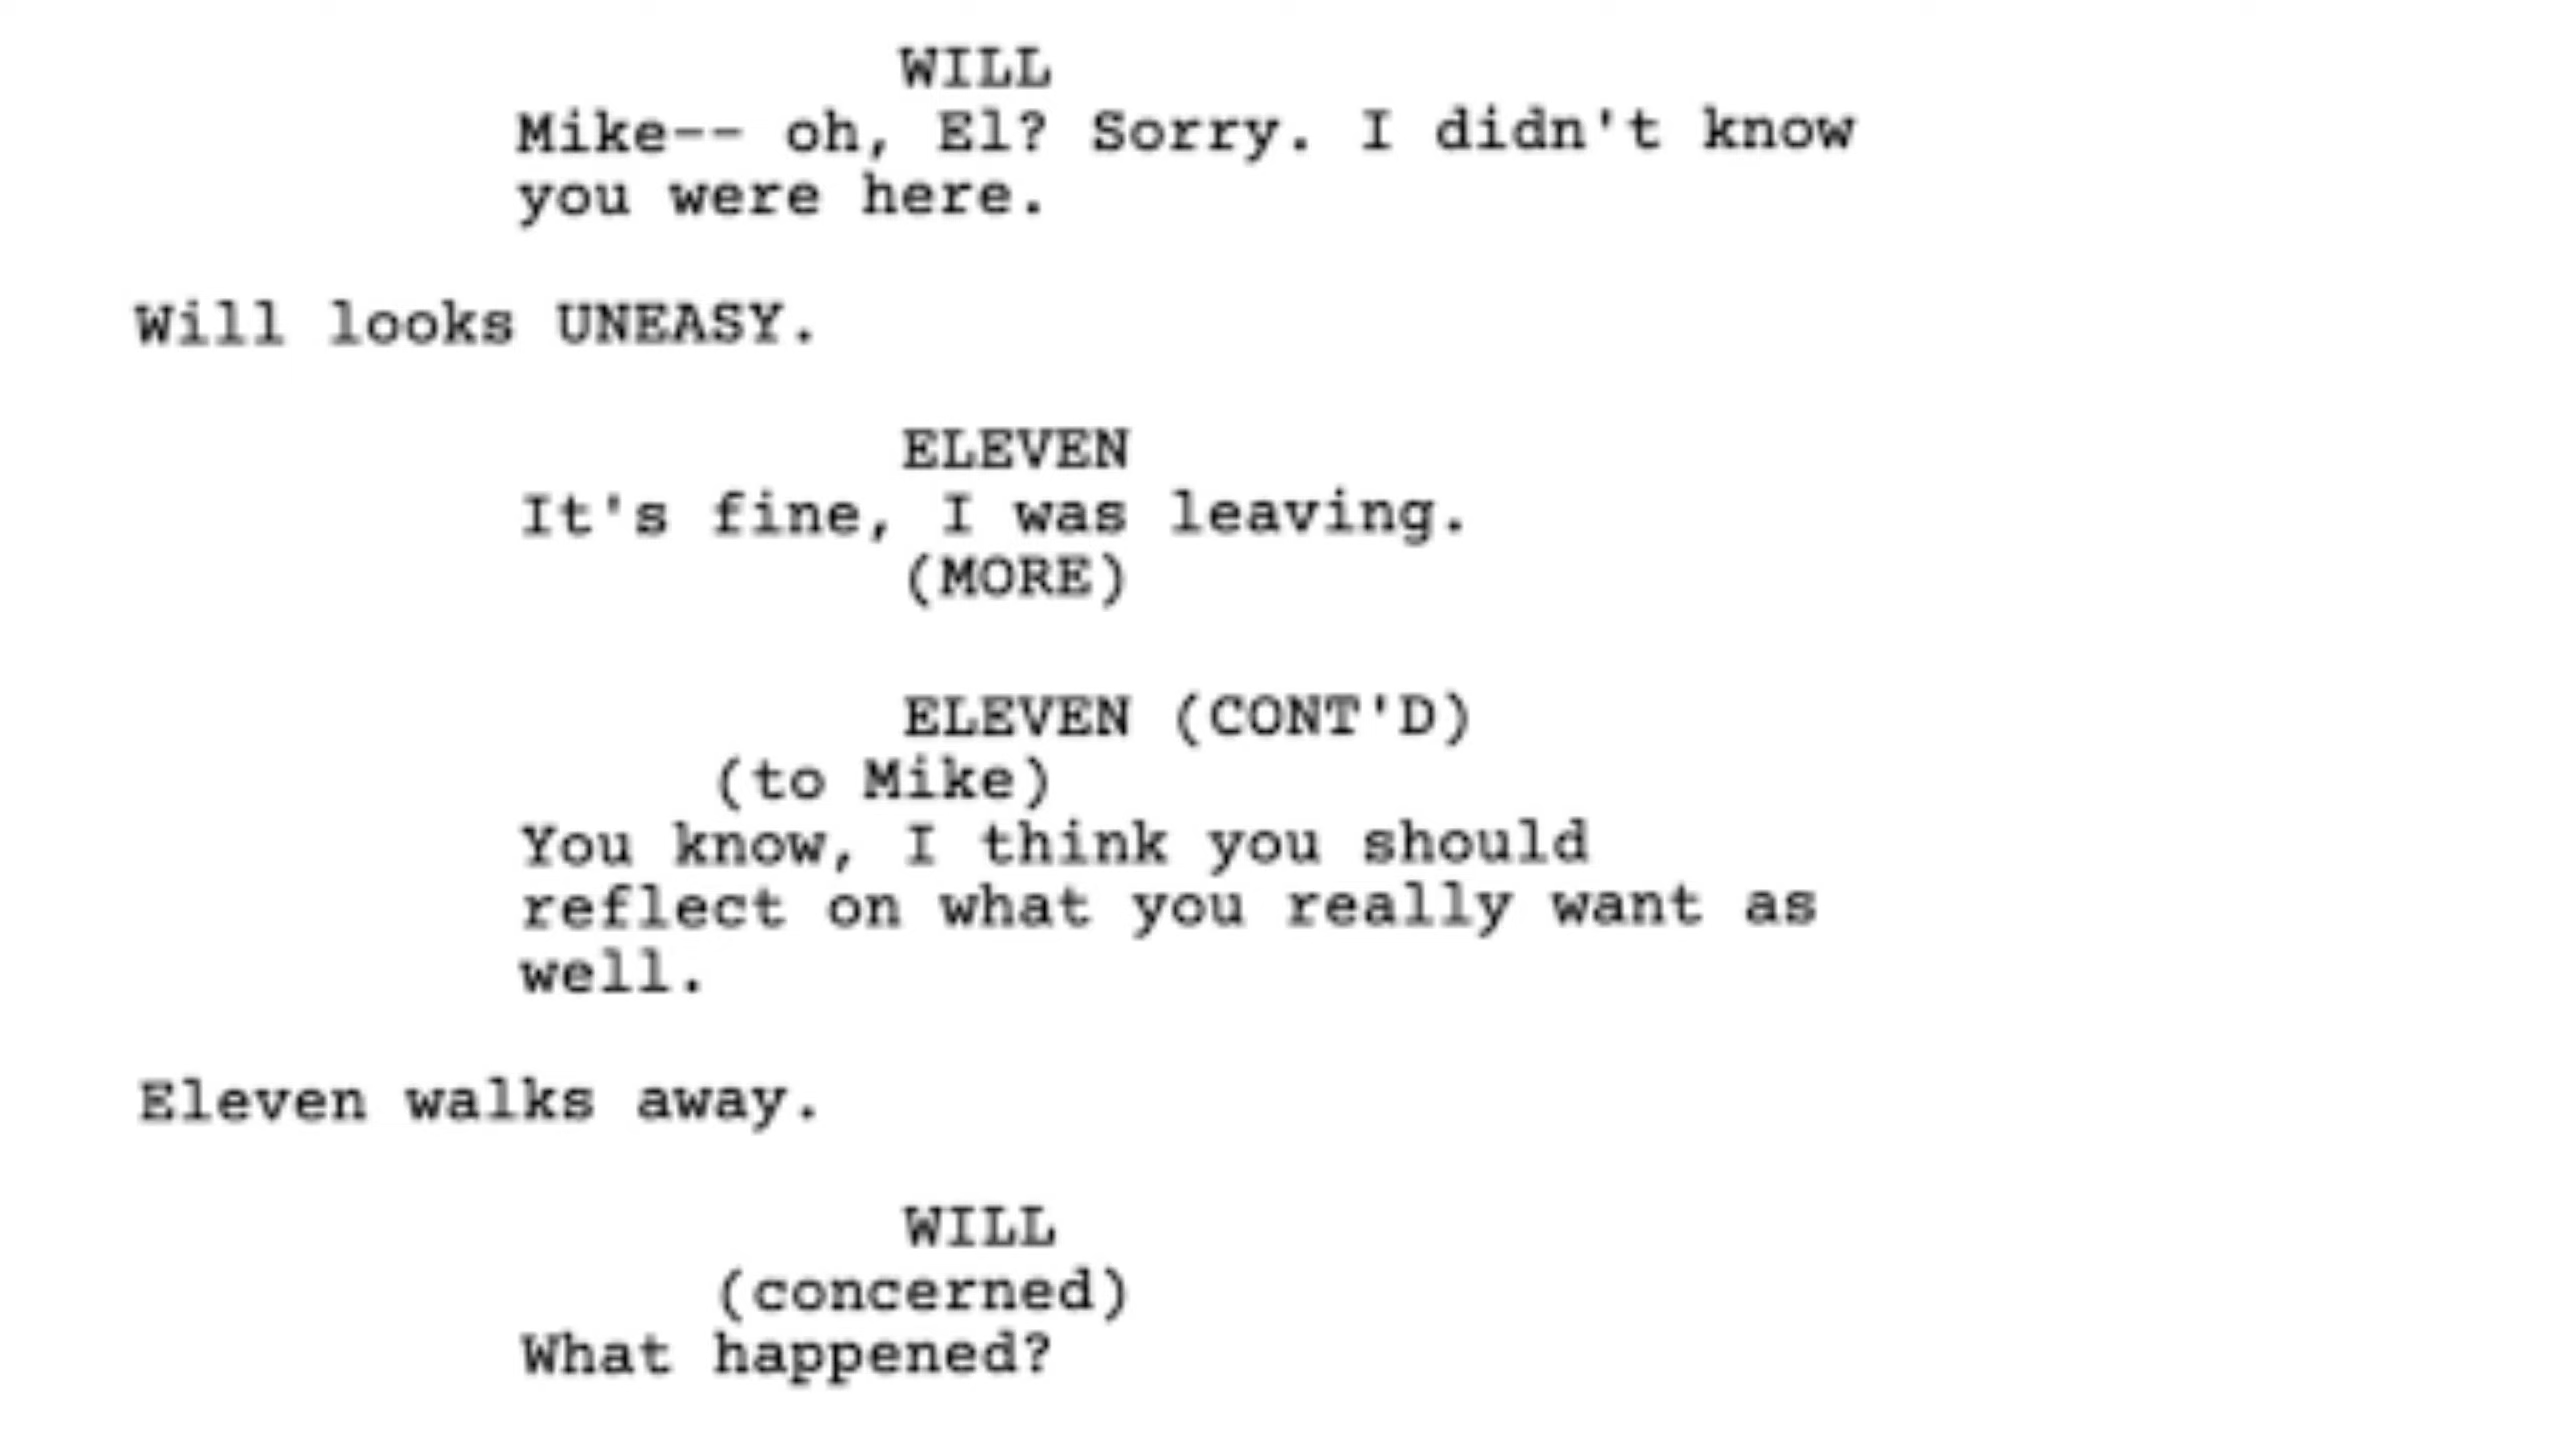 WILL
Mike-- oh, El? Sorry. I didn't know
you were here.
Will looks UNEASY.
ELEVEN
It's fine, I was leaving.
(MORE)
ELEVEN (CONT'D)
(to Mike)
You know, I think you should
reflect on what you really want as
well.
Eleven walks away.
WILL
(concerned)
What happened?